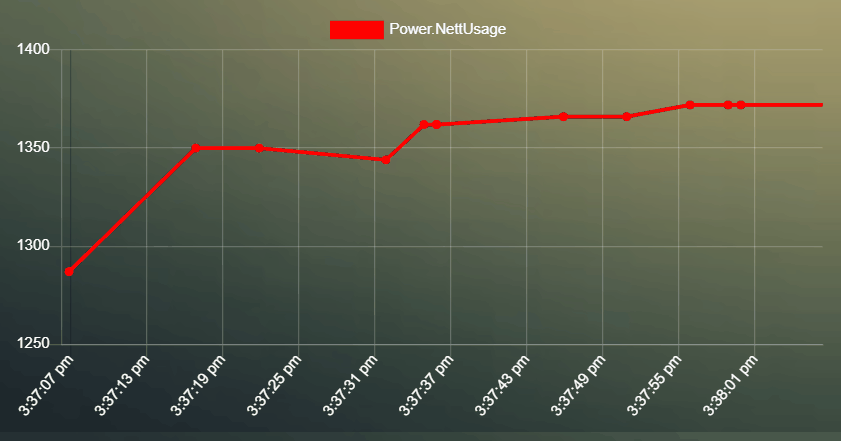 Power.NettUsage
1400
1350
1300
1250
3:37:07 pm
3:37:13 pm
3:37:19 pm
3:37:25 pm
3:37:31 pm
3:37:37 pm
3:37:43 pm
3:37:49 pm
3:37:55 pm
3:38:01 pm